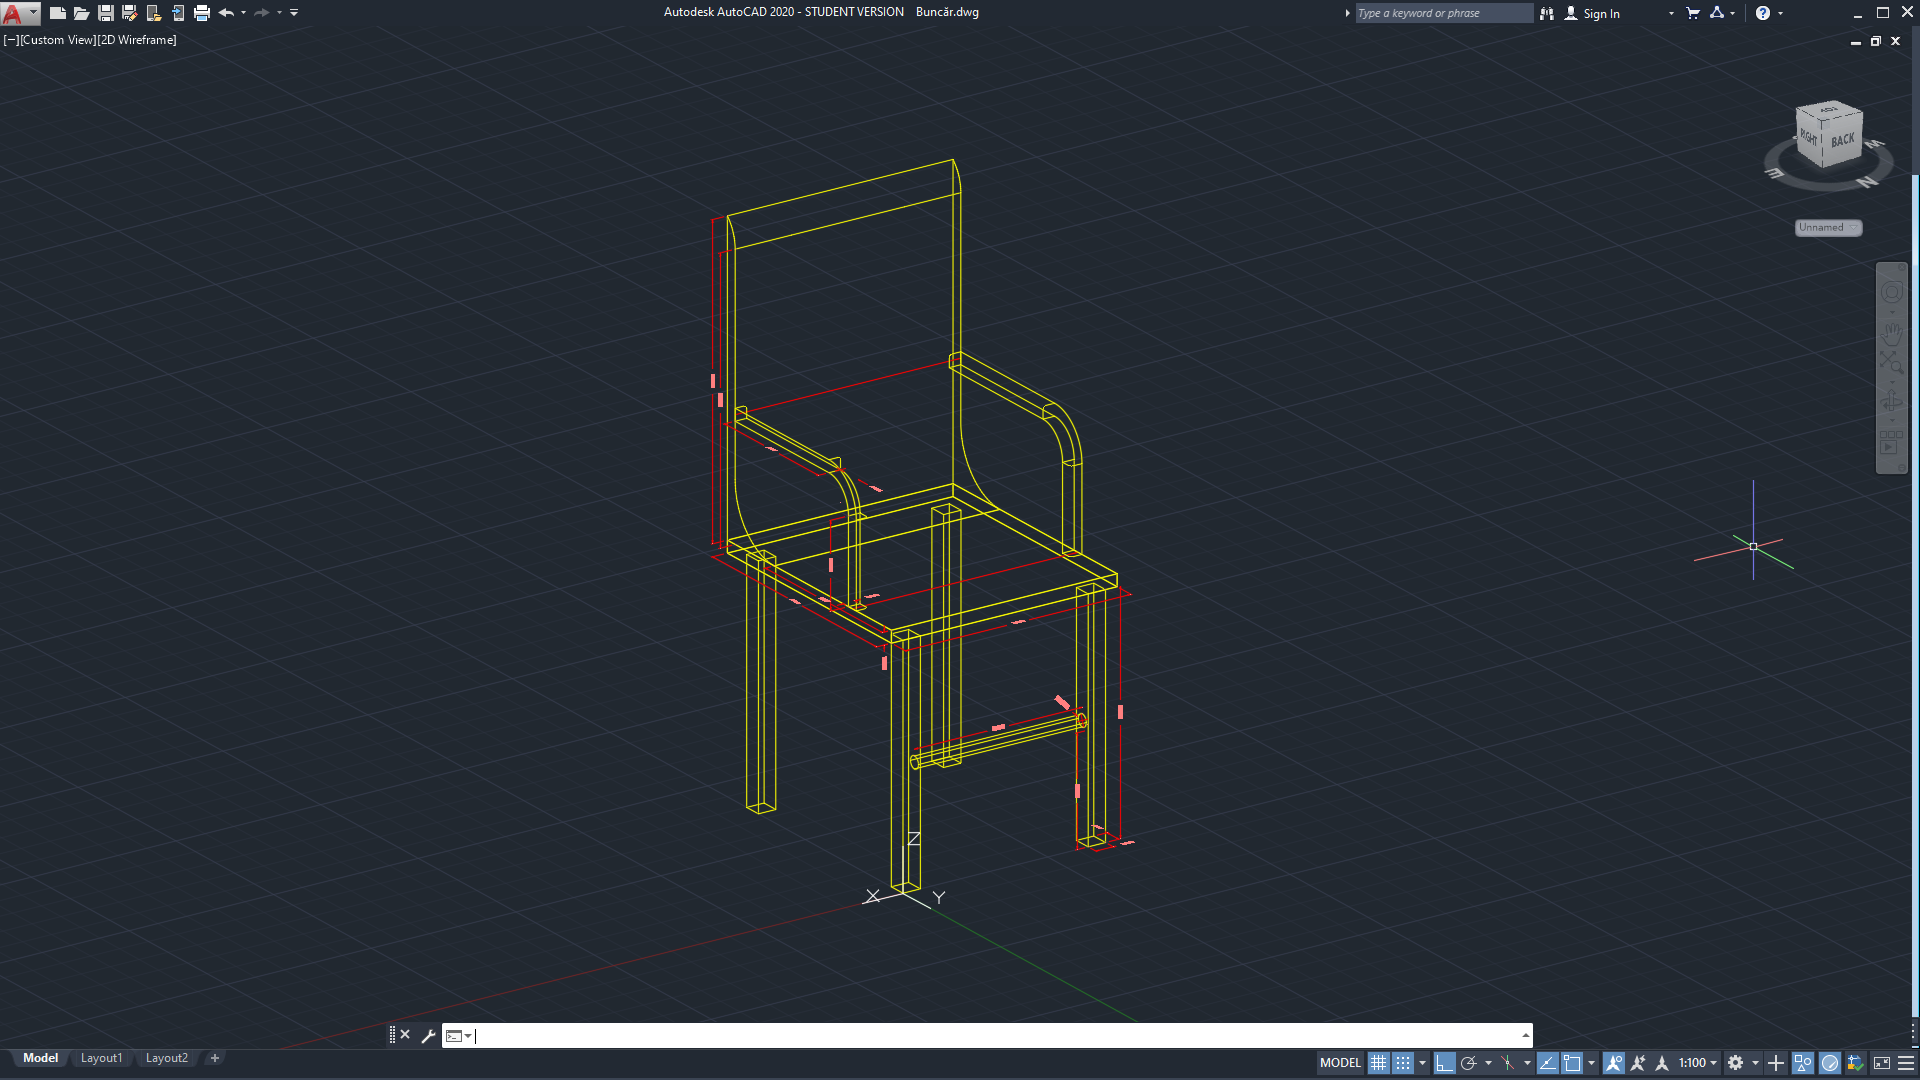 Autodesk AutoCAD 2020 - STUDENT VERSION Buncăr.dwg
Type a keyword or phrase
Sign In
[−][Custom View][2D Wireframe]
RIGHT
BACK
E
N
Unnamed
Z
X
Y
Model
Layout1
Layout2
MODEL
1:100